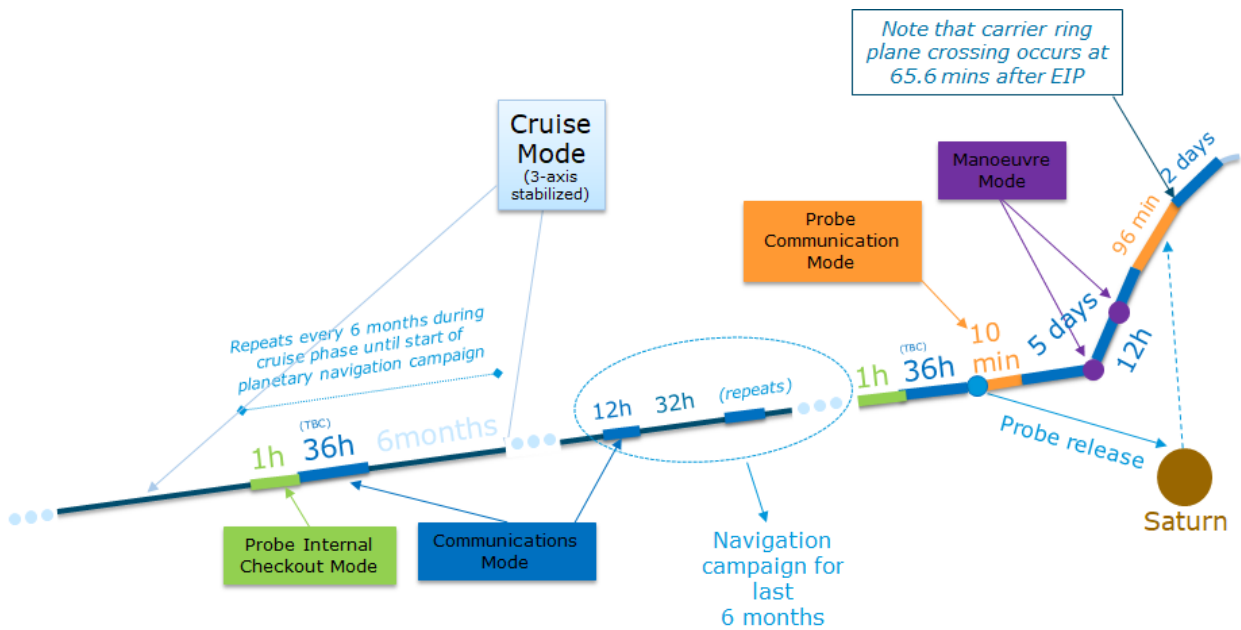 Note that carrier ring
plane crossing occurs at
65.6 mins after EIP
Cruise
Mode
(3-axis
stabilized)
Manoeuvre
Mode
2 days
Probe
Communication
Mode
96 min
Repeats every 6 months during
cruise phase until start of
planetary navigation campaign
5 days
12h
10
min
(TBC)
36h
1h
(repeats)
32h
12h
6months
(TBC)
36h
1h
Probe release
Saturn
Probe Internal
Checkout Mode
Communications
Mode
Navigation
campaign for
last
6 months